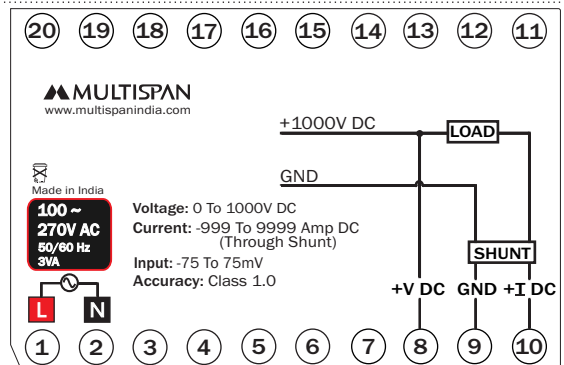 20 19 18 17 16 15 14 13 12 11
MULTISPAN
www.multispanindia.com
+1000V DC
LOAD
GND
Made in India
100 ~
270V AC
50/60 Hz
3VA
Voltage: 0 To 1000V DC
Current: -999 To 9999 Amp DC
(Through Shunt)
Input: -75 To 75mV
Accuracy: Class 1.0
SHUNT
+V DC GND +I DC
L N
1 2 3 4 5 6 7 8 9 10